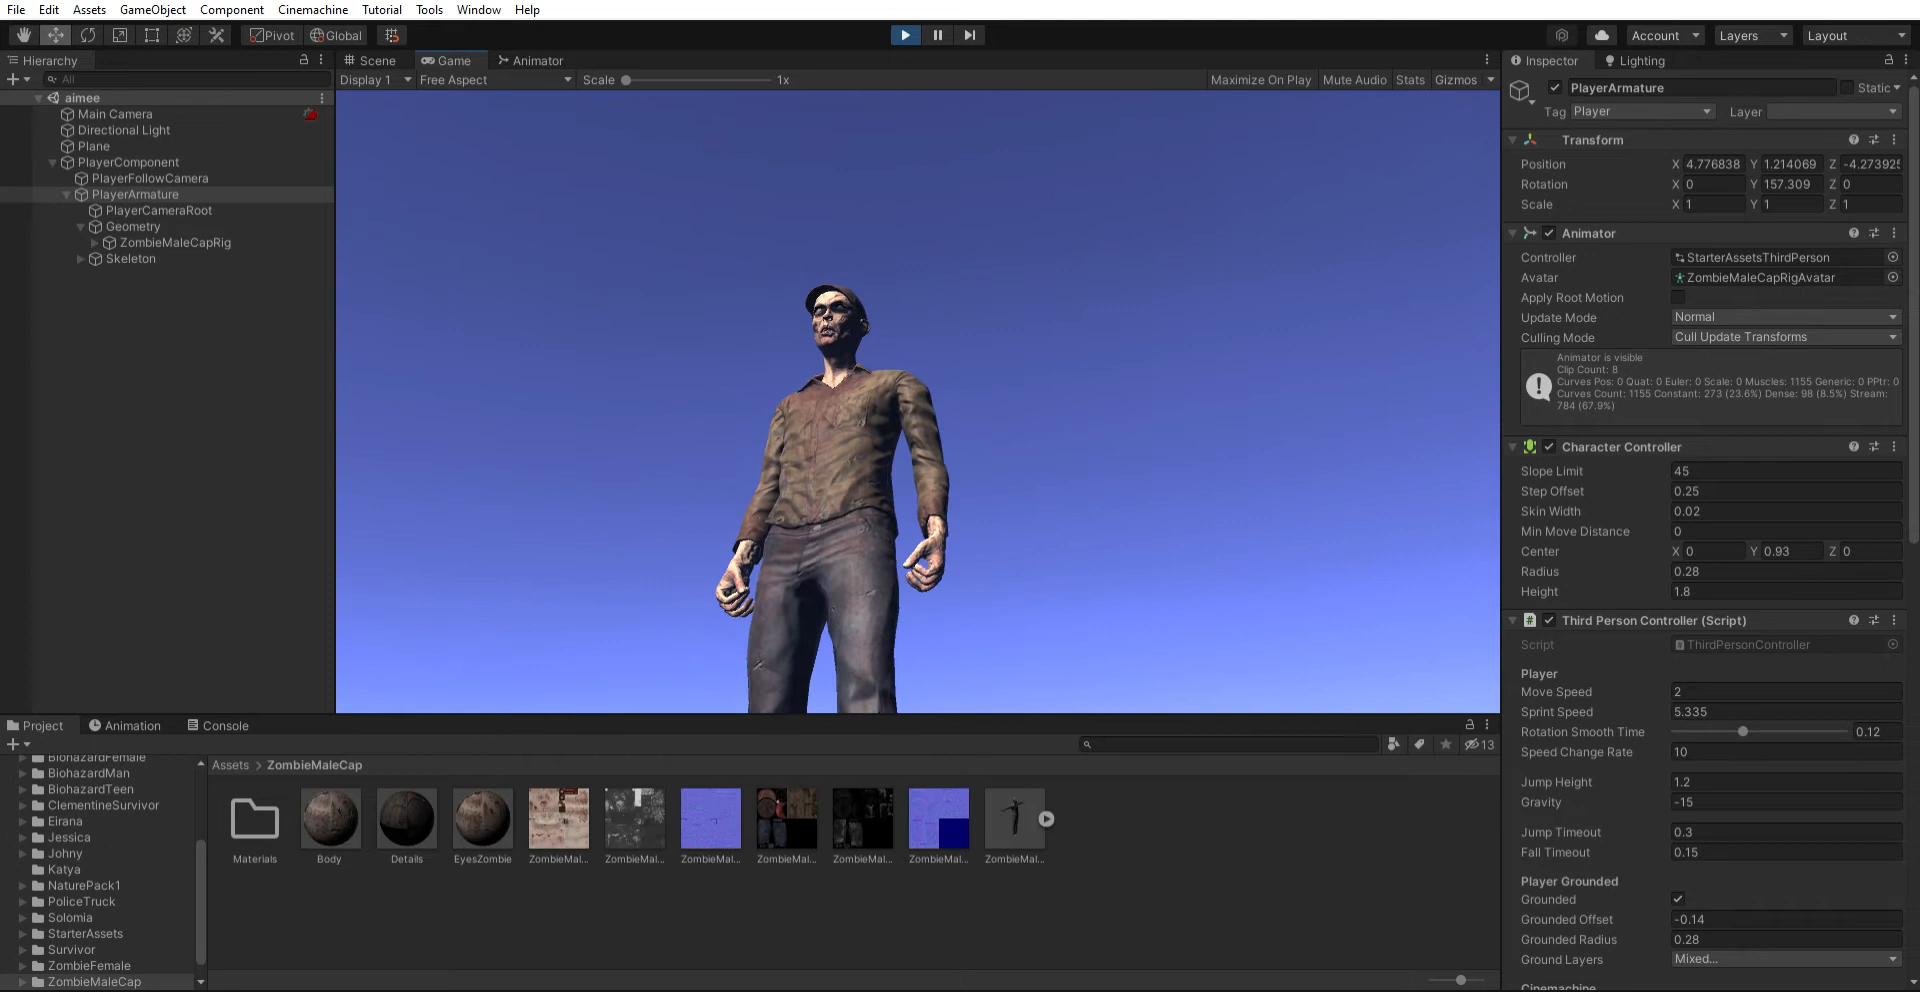 File Edit Assets GameObject Component Cinemachine Tutorial Tools Window Help
Pivot Global Account Layers Layout
Hierarchy
All
aimee
Main Camera
Directional Light
Plane
PlayerComponent
PlayerFollowCamera
PlayerArmature
PlayerCameraRoot
Geometry
ZombieMaleCapRig
Skeleton
Scene Game Animator
Display 1 Free Aspect Scale 1x Maximize On Play Mute Audio Stats Gizmos
Inspector Lighting
PlayerArmature Static
Tag Player Layer
Transform
Position X 4.776838 Y 1.214069 Z -4.273925
Rotation X 0 Y 157.309 Z 0
Scale X 1 Y 1 Z 1
Animator
Controller StarterAssetsThirdPerson
Avatar ZombieMaleCapRigAvatar
Apply Root Motion
Update Mode Normal
Culling Mode Cull Update Transforms
Animator is visible
Clip Count: 8
Curves Pos: 0 Quat: 0 Euler: 0 Scale: 0 Muscles: 1155 Generic: 0 PPtr: 0
Curves Count: 1155 Constant: 273 (23.6%) Dense: 98 (8.5%) Stream:
784 (67.9%)
Character Controller
Slope Limit 45
Step Offset 0.25
Skin Width 0.02
Min Move Distance 0
Center X 0 Y 0.93 Z 0
Radius 0.28
Height 1.8
Third Person Controller (Script)
Script ThirdPersonController
Player
Move Speed 2
Sprint Speed 5.335
Rotation Smooth Time 0.12
Speed Change Rate 10
Jump Height 1.2
Gravity -15
Jump Timeout 0.3
Fall Timeout 0.15
Player Grounded
Grounded
Grounded Offset -0.14
Grounded Radius 0.28
Ground Layers Mixed...
Cinemachine
Project Animation Console
13
BiohazardFemale
BiohazardMan
BiohazardTeen
ClementineSurvivor
Eirana
Jessica
Johny
Katya
NaturePack1
PoliceTruck
Solomia
StarterAssets
Survivor
ZombieFemale
ZombieMaleCap
Assets > ZombieMaleCap
Materials Body Details EyesZombie ZombieMal... ZombieMal... ZombieMal... ZombieMal... ZombieMal... ZombieMal... ZombieMal...